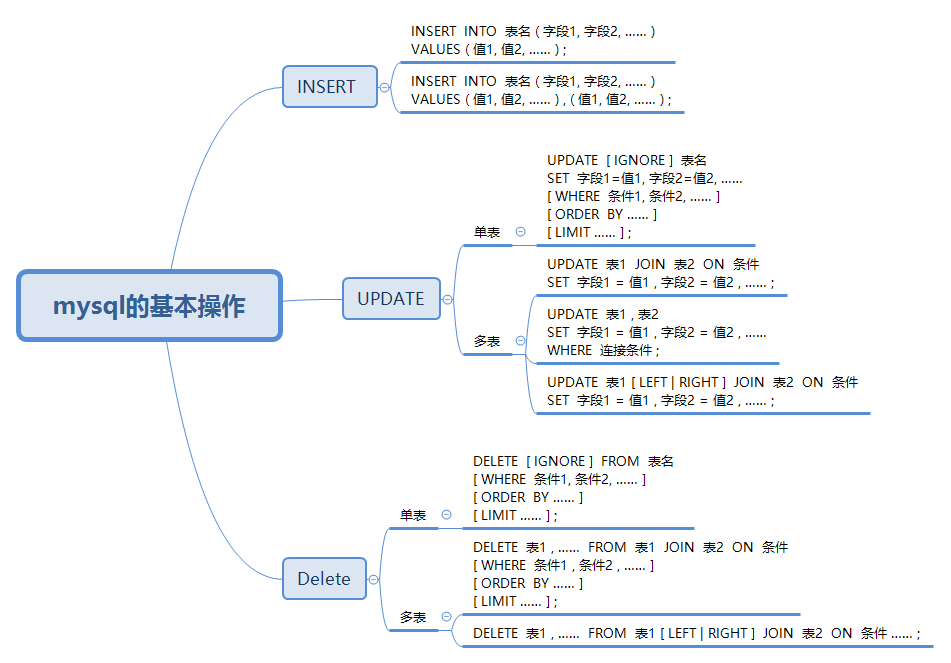 mysql的基本操作
INSERT
INSERT INTO 表名 ( 字段1, 字段2, ...... )
VALUES ( 值1, 值2, ...... ) ;
INSERT INTO 表名 ( 字段1, 字段2, ...... )
VALUES ( 值1, 值2, ...... ) , ( 值1, 值2, ...... ) ;
UPDATE
单表
UPDATE [ IGNORE ] 表名
SET 字段1=值1, 字段2=值2, ......
[ WHERE 条件1, 条件2, ...... ]
[ ORDER BY ...... ]
[ LIMIT ...... ] ;
多表
UPDATE 表1 JOIN 表2 ON 条件
SET 字段1 = 值1 , 字段2 = 值2 , ...... ;
UPDATE 表1 , 表2
SET 字段1 = 值1 , 字段2 = 值2 , ......
WHERE 连接条件 ;
UPDATE 表1 [ LEFT | RIGHT ] JOIN 表2 ON 条件
SET 字段1 = 值1 , 字段2 = 值2 , ...... ;
Delete
单表
DELETE [ IGNORE ] FROM 表名
[ WHERE 条件1, 条件2, ...... ]
[ ORDER BY ...... ]
[ LIMIT ...... ] ;
多表
DELETE 表1 , ...... FROM 表1 JOIN 表2 ON 条件
[ WHERE 条件1 , 条件2 , ...... ]
[ ORDER BY ...... ]
[ LIMIT ...... ] ;
DELETE 表1 , ...... FROM 表1 [ LEFT | RIGHT ] JOIN 表2 ON 条件 ...... ;